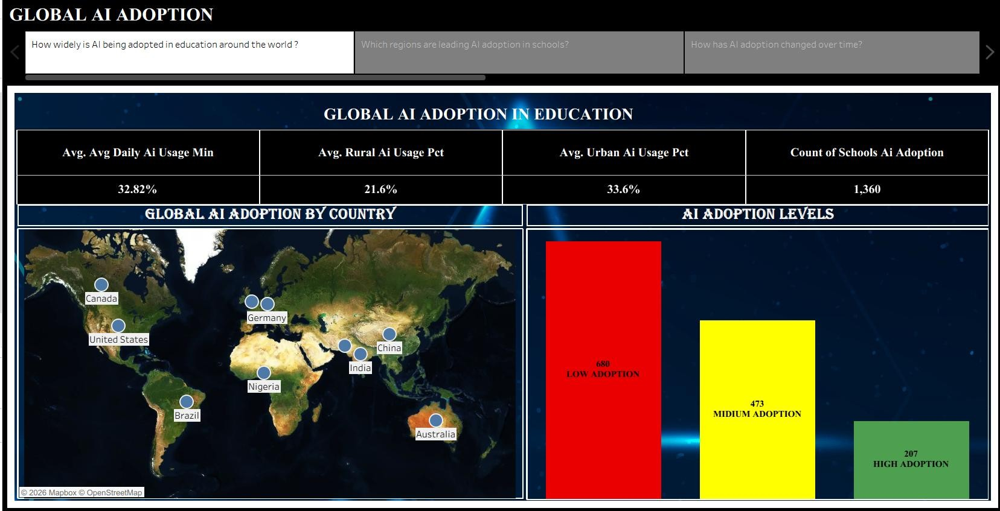 GLOBAL AI ADOPTION
How widely is AI being adopted in education around the world ?
Which regions are leading AI adoption in schools?
How has AI adoption changed over time?
GLOBAL AI ADOPTION IN EDUCATION
Avg. Avg Daily Ai Usage Min
Avg. Rural Ai Usage Pct
Avg. Urban Ai Usage Pct
Count of Schools Ai Adoption
32.82%
21.6%
33.6%
1,360
GLOBAL AI ADOPTION BY COUNTRY
AI ADOPTION LEVELS
Canada
Germany
United States
China
India
Nigeria
Brazil
Australia
© 2026 Mapbox © OpenStreetMap
680
LOW ADOPTION
473
MIDIUM ADOPTION
207
HIGH ADOPTION